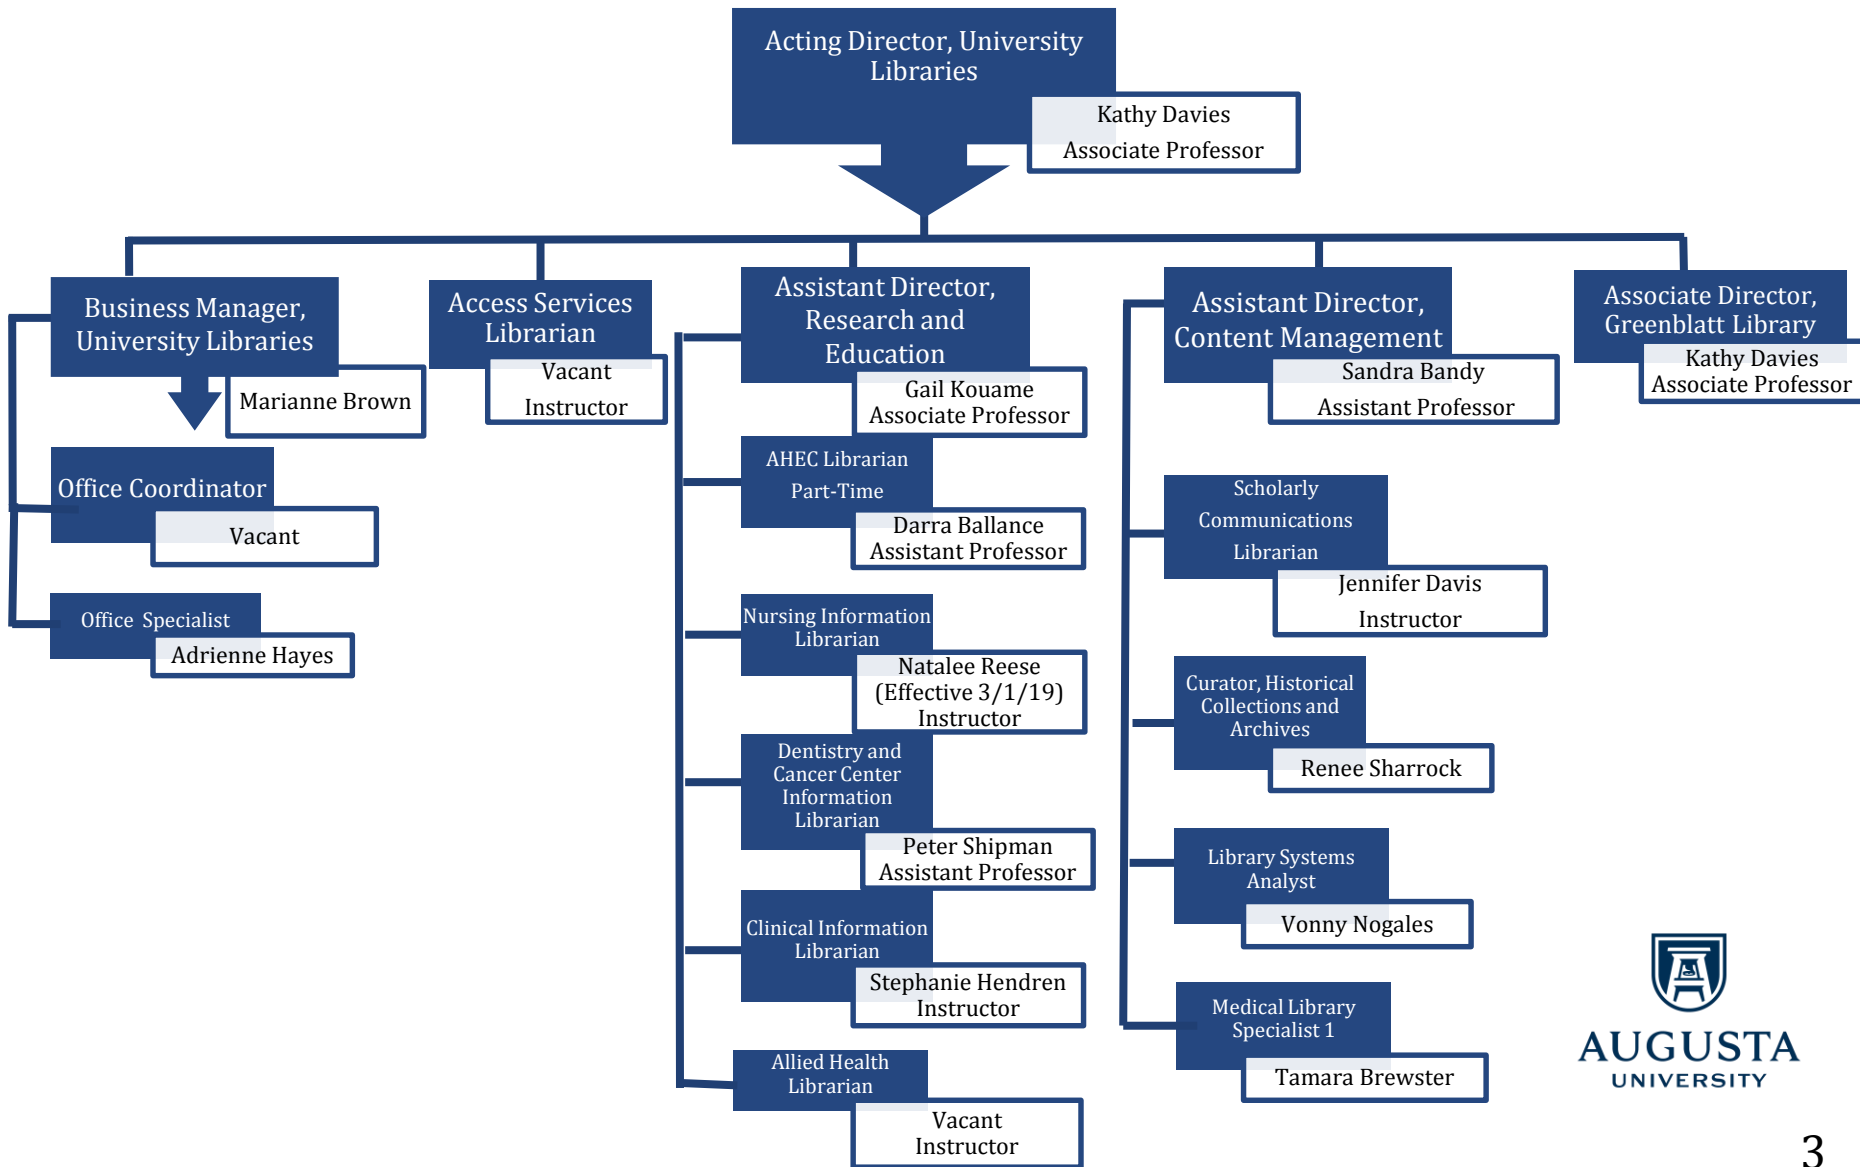 Acting Director, University
Libraries
Kathy Davies
Associate Professor
Business Manager,
University Libraries
Marianne Brown
Office Coordinator
Vacant
Office  Specialist
Adrienne Hayes
Access Services
Librarian
Vacant
Instructor
Assistant Director,
Research and
Education
Gail Kouame
Associate Professor
AHEC Librarian
Part-Time
Darra Ballance
Assistant Professor
Nursing Information
Librarian
Natalee Reese
(Effective 3/1/19)
Instructor
Dentistry and
Cancer Center
Information
Librarian
Peter Shipman
Assistant Professor
Clinical Information
Librarian
Stephanie Hendren
Instructor
Allied Health
Librarian
Vacant
Instructor
Assistant Director,
Content Management
Sandra Bandy
Assistant Professor
Scholarly
Communications
Librarian
Jennifer Davis
Instructor
Curator, Historical
Collections and
Archives
Renee Sharrock
Library Systems
Analyst
Vonny Nogales
Medical Library
Specialist 1
Tamara Brewster
Associate Director,
Greenblatt Library
Kathy Davies
Associate Professor
AUGUSTA
UNIVERSITY
3